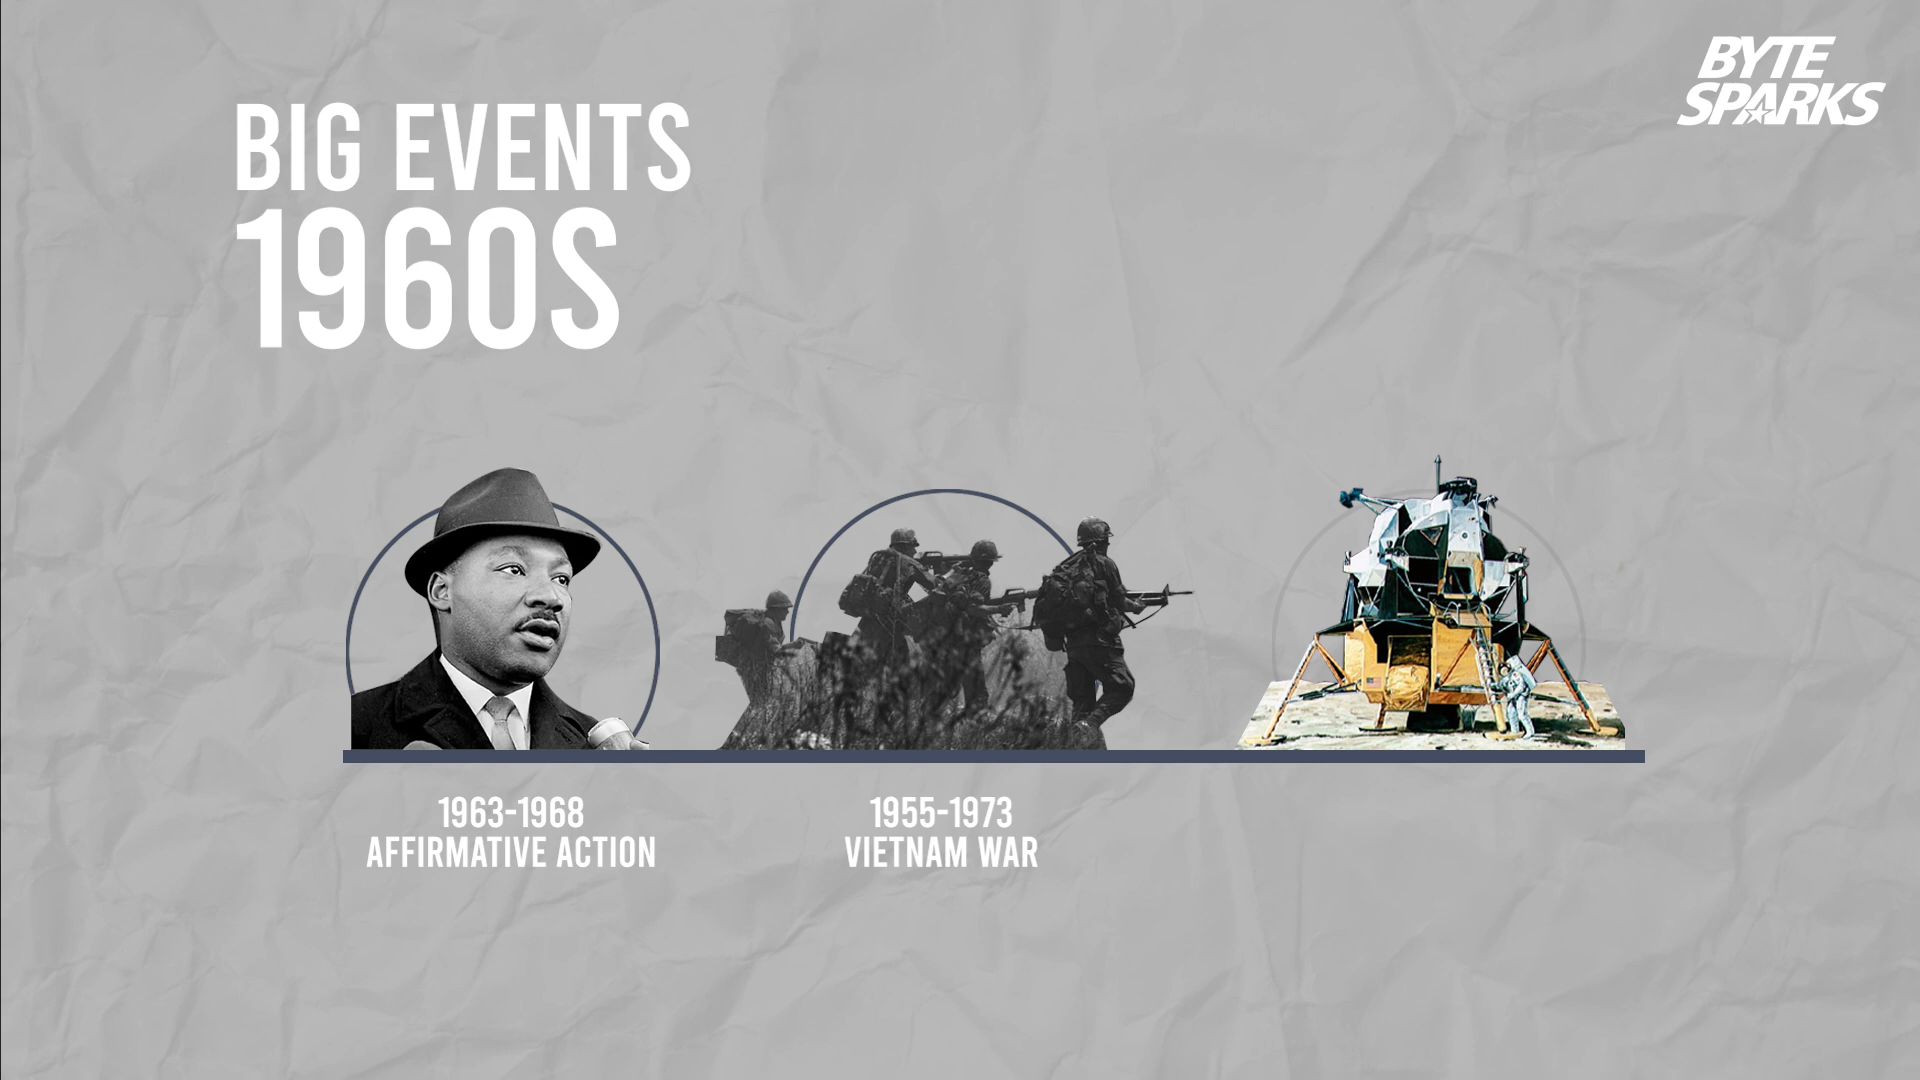 BYTE
SPARKS
BIG EVENTS
1960S
1963-1968
AFFIRMATIVE ACTION
1955-1973
VIETNAM WAR